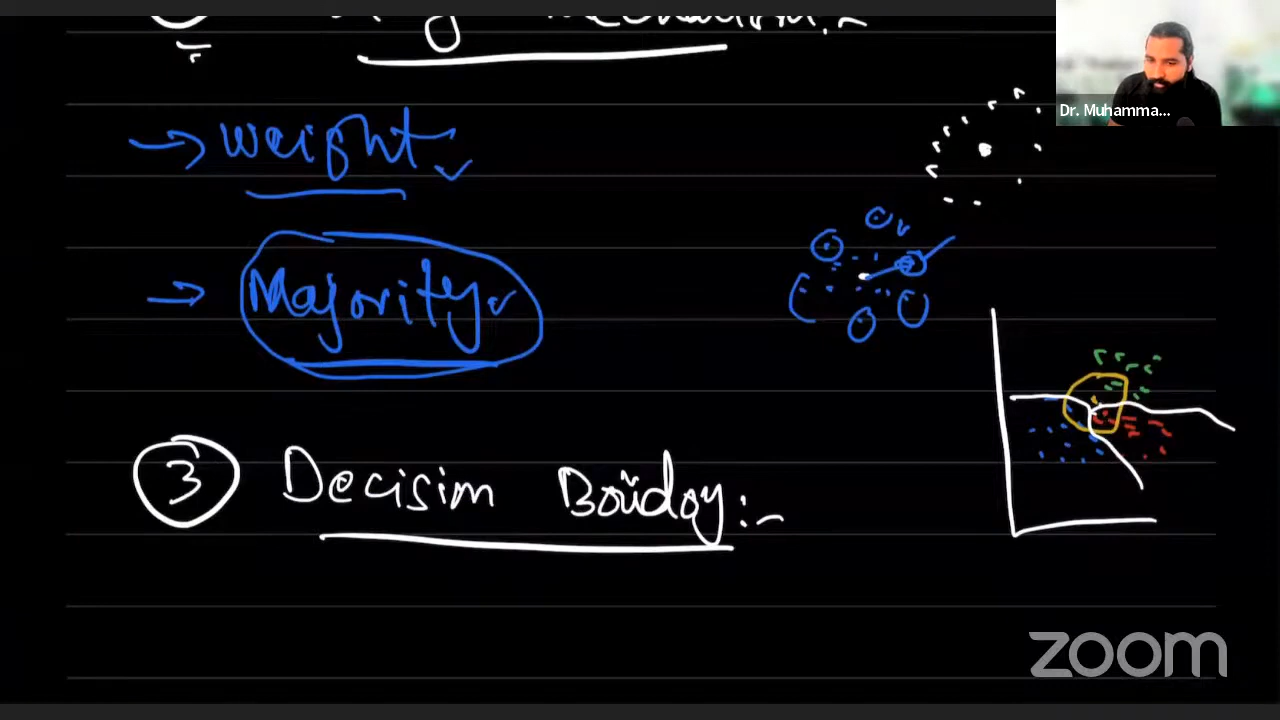 Dr. Muhamma...
→ weight
→ Majority
3 Decisim Boudoy:-
zoom